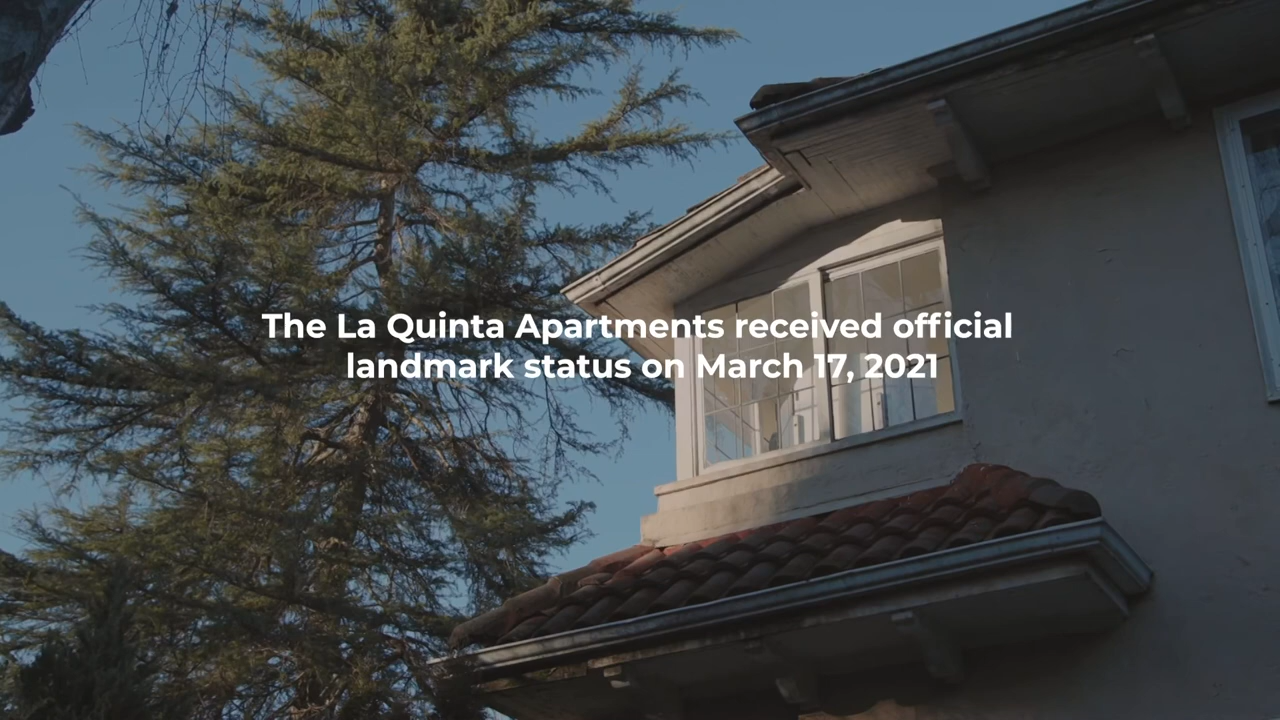 The La Quinta Apartments received official
landmark status on March 17, 2021